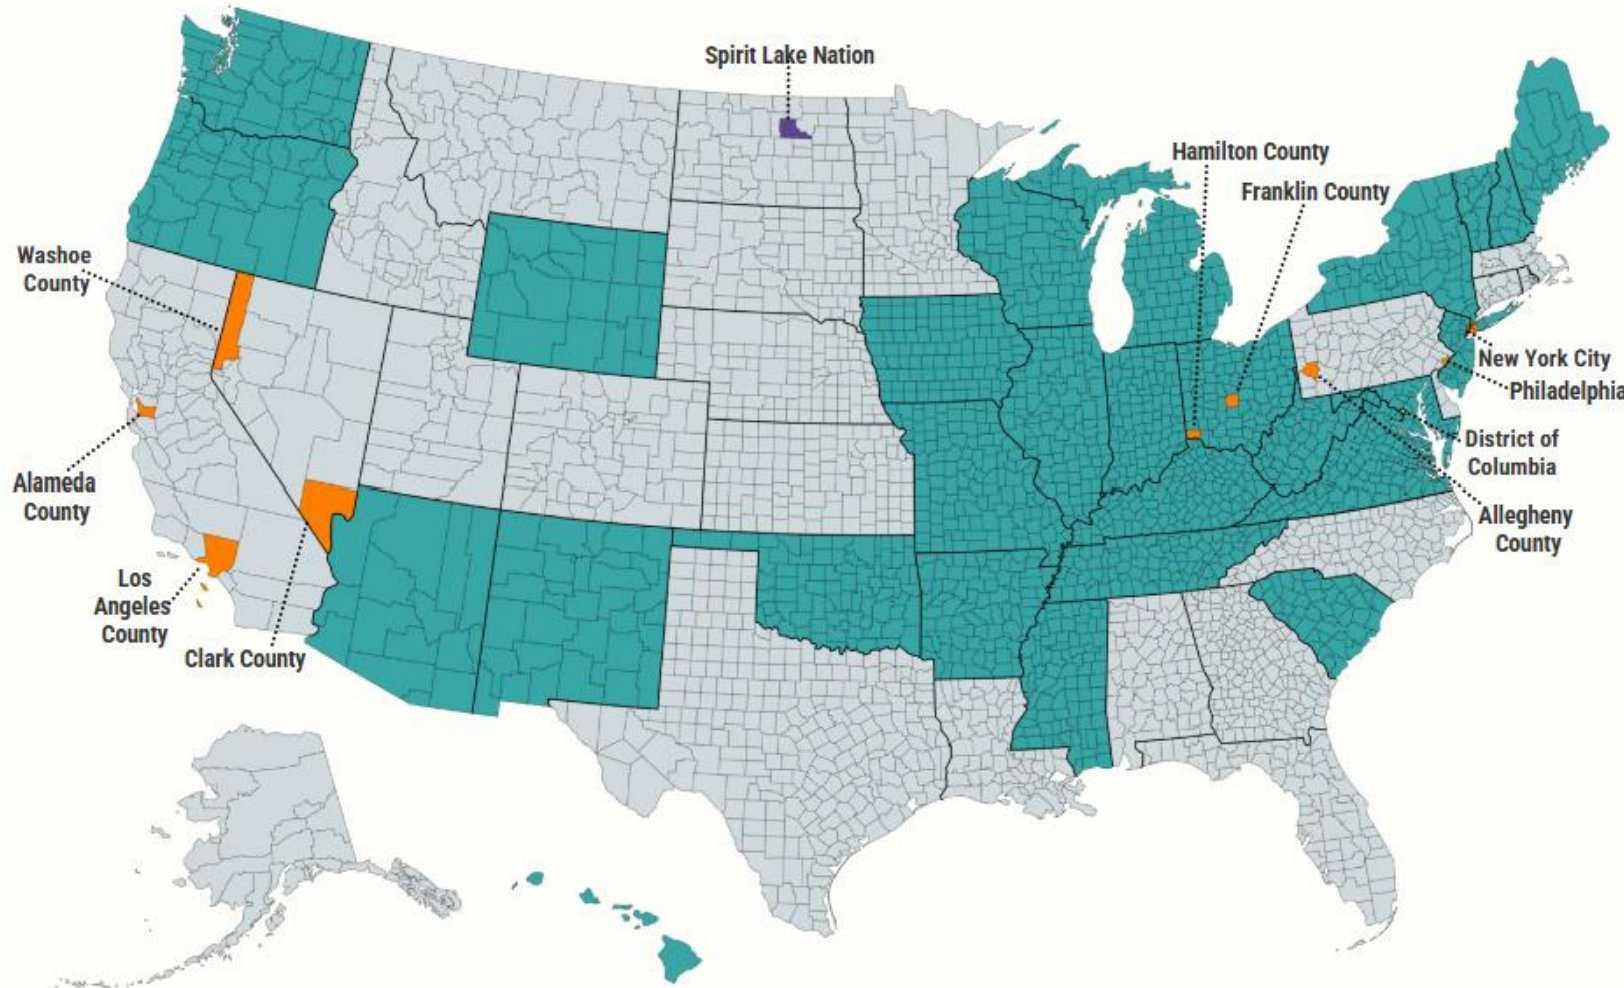 Spirit Lake Nation
Hamilton County
Franklin County
Washoe
County
New York City
Philadelphia
District of
Columbia
Alameda
County
Allegheny
County
Los
Angeles
County
Clark County